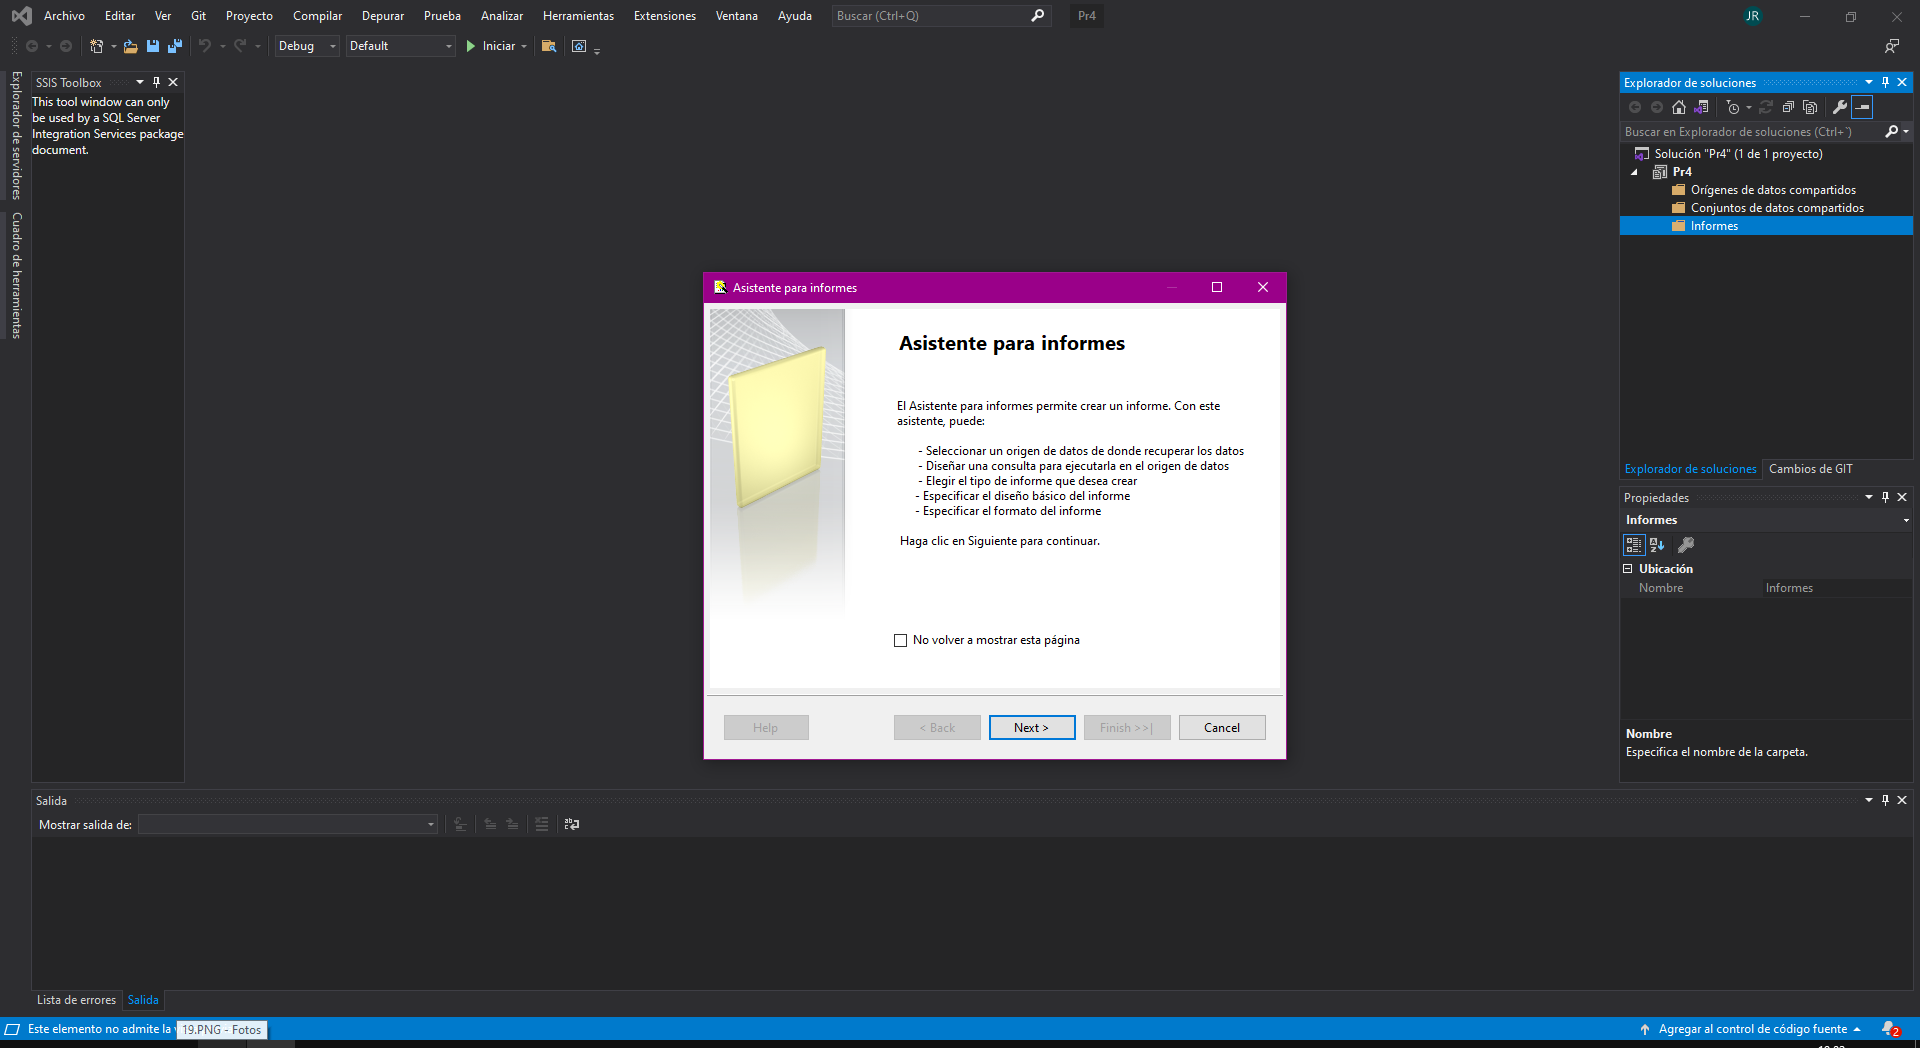 Archivo Editar Ver Git Proyecto Compilar Depurar Prueba Analizar Herramientas Extensiones Ventana Ayuda Buscar (Ctrl+Q) Pr4 JR
Debug Default Iniciar
Explorador de servidores
Cuadro de herramientas
SSIS Toolbox
This tool window can only
be used by a SQL Server
Integration Services package
document.
Asistente para informes
Asistente para informes
El Asistente para informes permite crear un informe. Con este
asistente, puede:
- Seleccionar un origen de datos de donde recuperar los datos
- Diseñar una consulta para ejecutarla en el origen de datos
- Elegir el tipo de informe que desea crear
- Especificar el diseño básico del informe
- Especificar el formato del informe
Haga clic en Siguiente para continuar.
No volver a mostrar esta página
Help < Back Next > Finish >>| Cancel
Explorador de soluciones
Buscar en Explorador de soluciones (Ctrl+`)
Solución "Pr4" (1 de 1 proyecto)
Pr4
Orígenes de datos compartidos
Conjuntos de datos compartidos
Informes
Explorador de soluciones Cambios de GIT
Propiedades
Informes
Ubicación
Nombre Informes
Nombre
Especifica el nombre de la carpeta.
Salida
Mostrar salida de:
Lista de errores Salida
Este elemento no admite la
19.PNG - Fotos
Agregar al control de código fuente 2